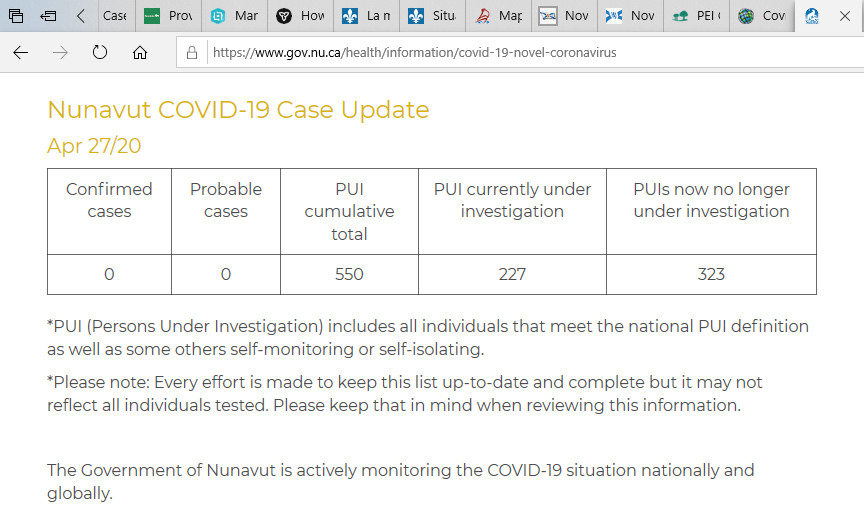 Case
Prov
Mar
How
La n
Situ
Map
Nov
Nov
PEI
Cov
https://www.gov.nu.ca/health/information/covid-19-novel-coronavirus
Nunavut COVID-19 Case Update
Apr 27/20
Confirmed cases
Probable cases
PUI cumulative total
PUI currently under investigation
PUIs now no longer under investigation
0
0
550
227
323
*PUI (Persons Under Investigation) includes all individuals that meet the national PUI definition
as well as some others self-monitoring or self-isolating.
*Please note: Every effort is made to keep this list up-to-date and complete but it may not
reflect all individuals tested. Please keep that in mind when reviewing this information.
The Government of Nunavut is actively monitoring the COVID-19 situation nationally and
globally.